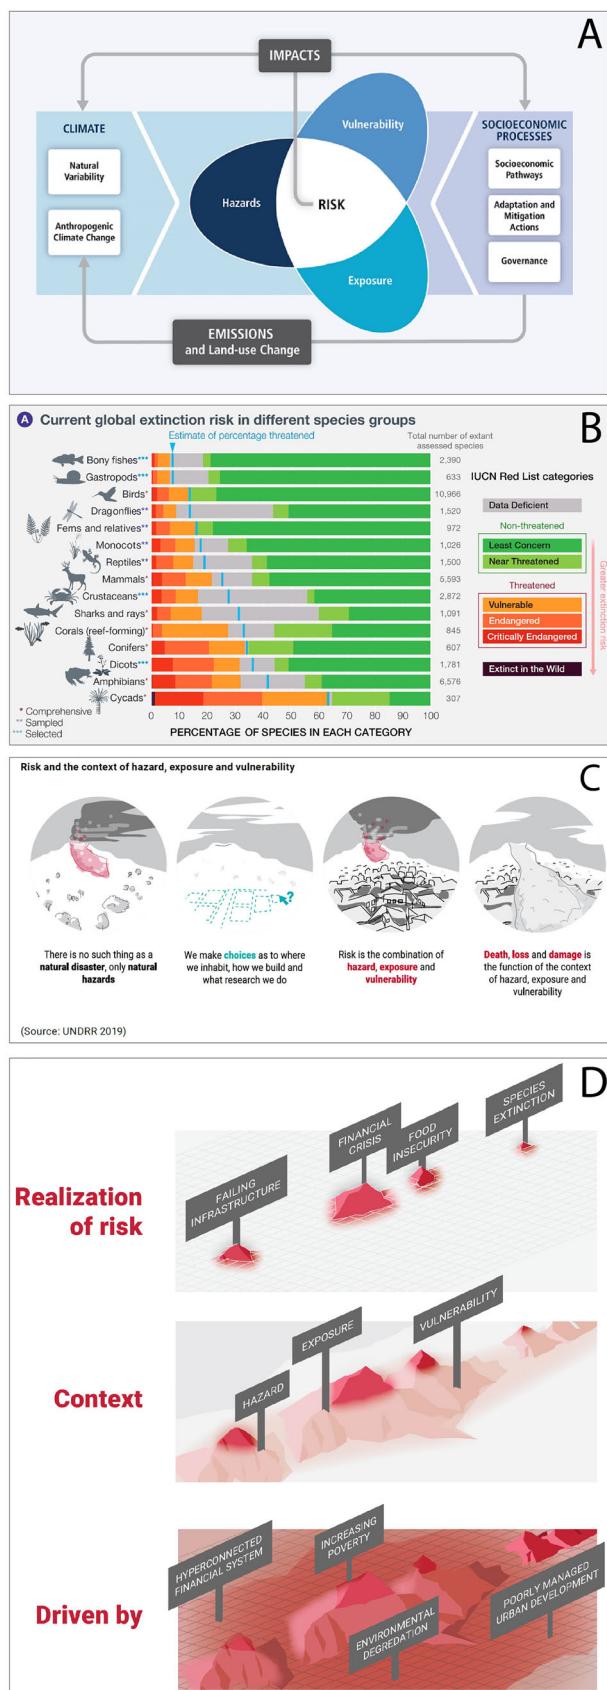 A
IMPACTS
CLIMATE
Natural
Variability
Anthropogenic
Climate Change
Vulnerability
Hazards
RISK
Exposure
SOCIOECONOMIC
PROCESSES
Socioeconomic
Pathways
Adaptation and
Mitigation
Actions
Governance
EMISSIONS
and Land-use Change
B
A Current global extinction risk in different species groups
Estimate of percentage threatened
Total number of extant
assessed species
Bony fishes*** 2,390
Gastropods*** 633
Birds* 10,966
Dragonflies** 1,520
Ferns and relatives** 972
Monocots** 1,026
Reptiles** 1,500
Mammals* 5,593
Crustaceans*** 2,872
Sharks and rays* 1,091
Corals (reef-forming)* 845
Conifers* 607
Dicots*** 1,781
Amphibians* 6,576
Cycads* 307
* Comprehensive
** Sampled
*** Selected
0 10 20 30 40 50 60 70 80 90 100
PERCENTAGE OF SPECIES IN EACH CATEGORY
IUCN Red List categories
Data Deficient
Non-threatened
Least Concern
Near Threatened
Threatened
Vulnerable
Endangered
Critically Endangered
Extinct in the Wild
Greater extinction risk
C
Risk and the context of hazard, exposure and vulnerability
?
There is no such thing as a
natural disaster, only natural
hazards
We make choices as to where
we inhabit, how we build and
what research we do
Risk is the combination of
hazard, exposure and
vulnerability
Death, loss and damage is
the function of the context
of hazard, exposure and
vulnerability
(Source: UNDRR 2019)
D
Realization
of risk
FAILING
INFRASTRUCTURE
FINANCIAL
CRISIS
FOOD
INSECURITY
SPECIES
EXTINCTION
Context
HAZARD
EXPOSURE
VULNERABILITY
Driven by
HYPERCONNECTED
FINANCIAL SYSTEM
INCREASING
POVERTY
ENVIRONMENTAL
DEGREDATION
POORLY MANAGED
URBAN DEVELOPMENT